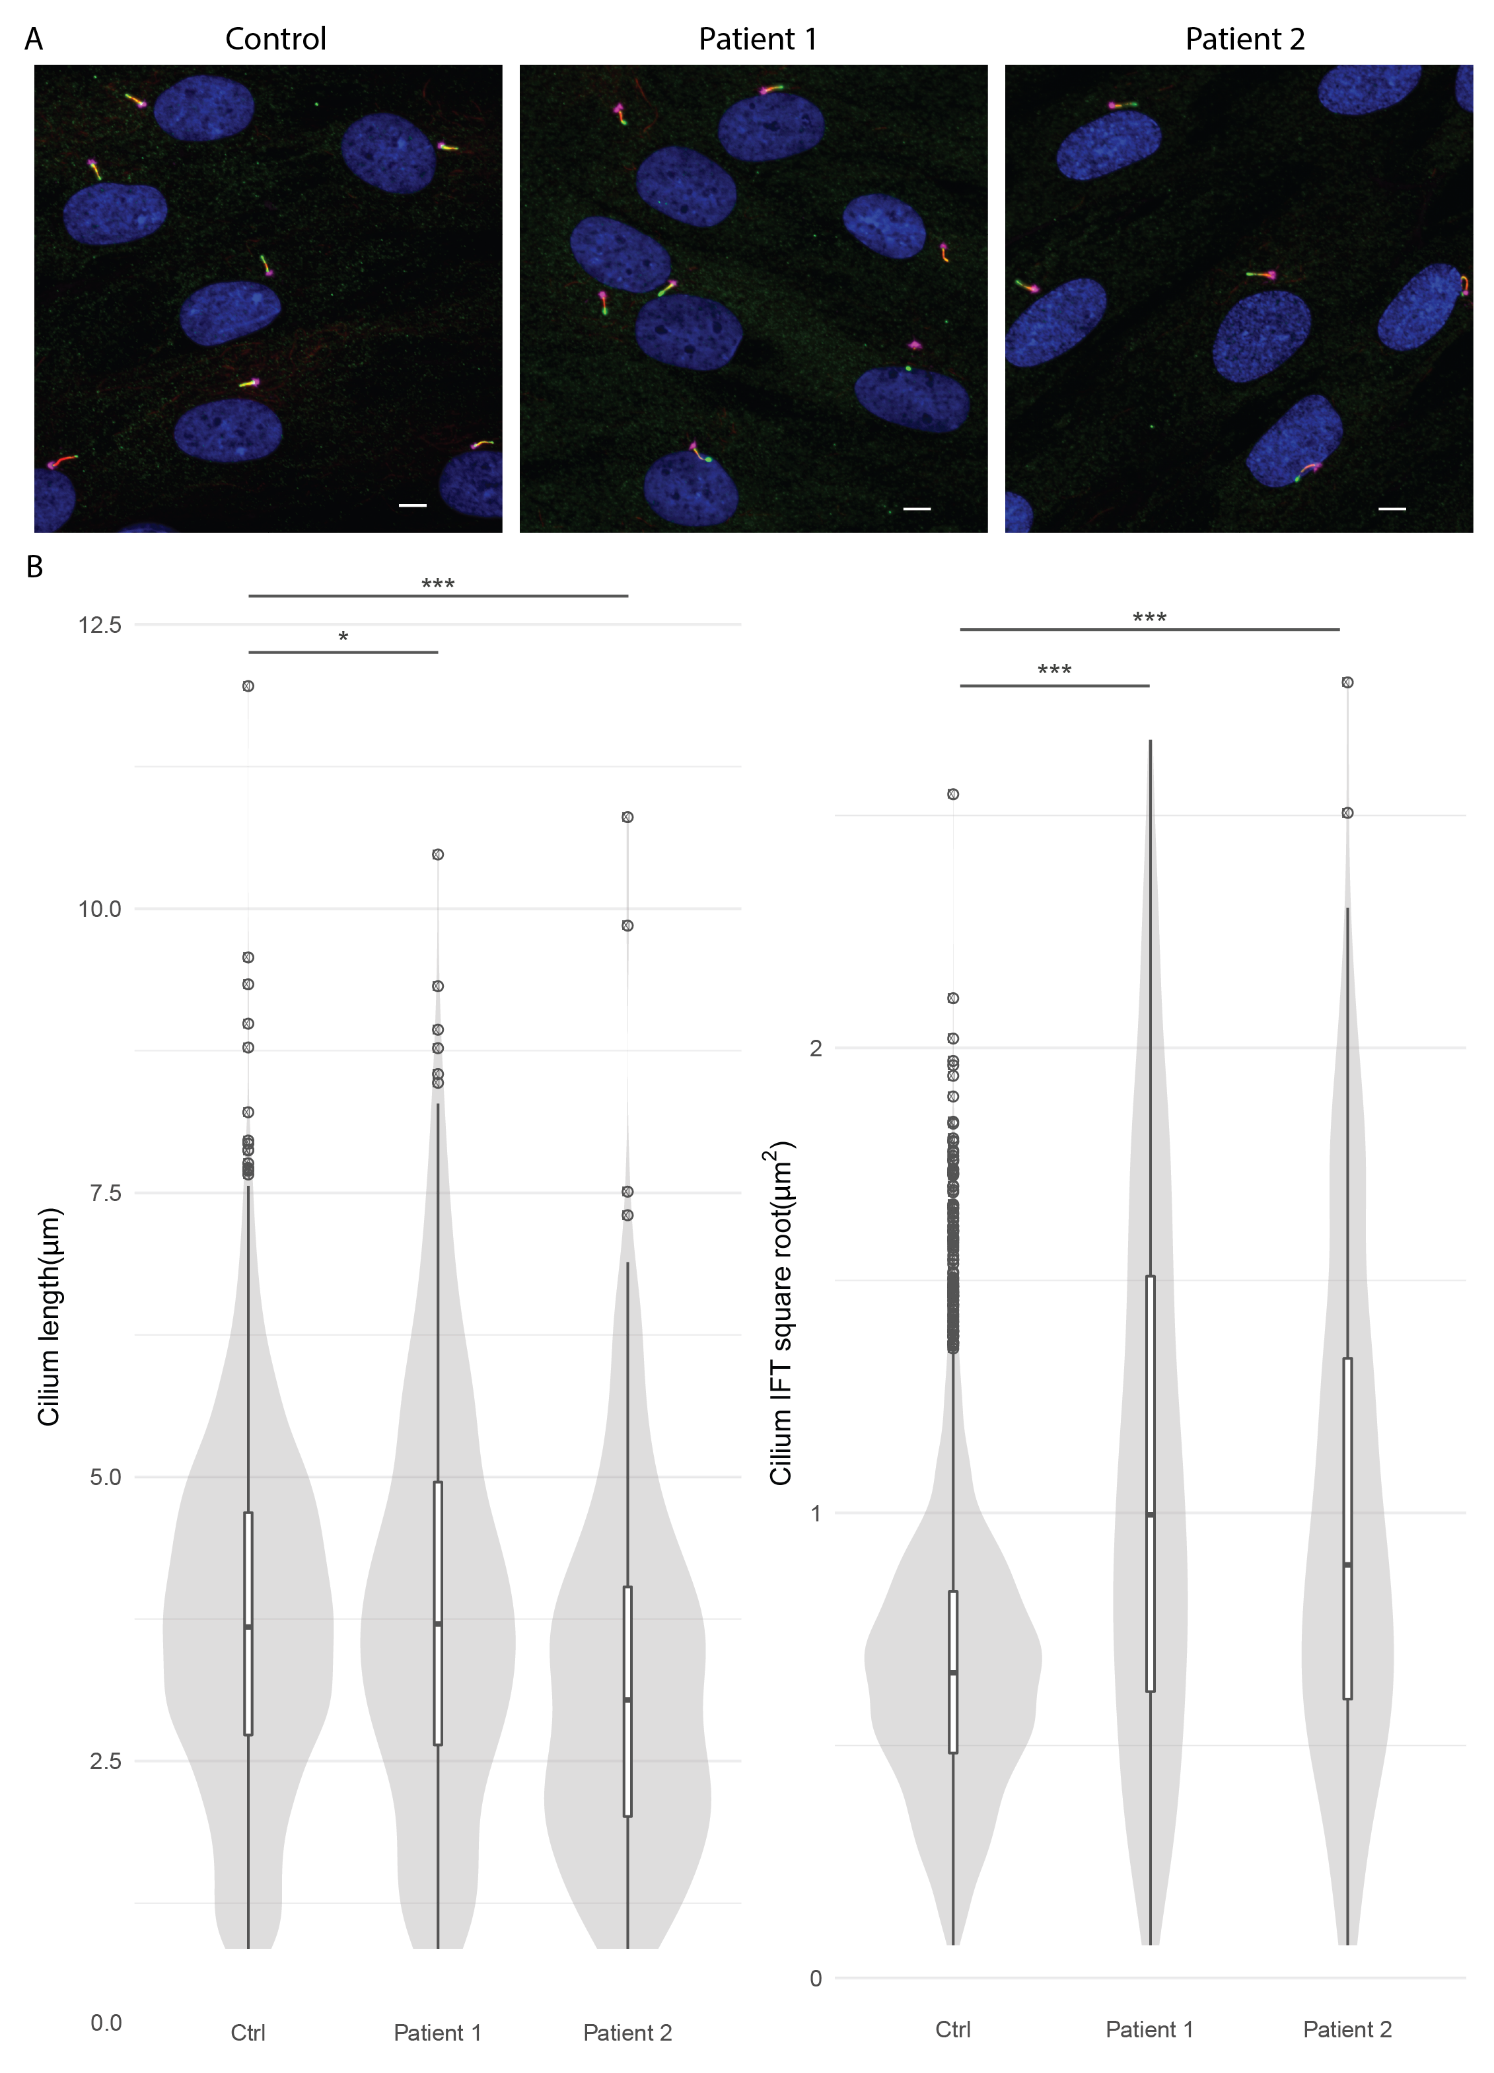 A
Control
Patient 1
Patient 2
B
***
*
12.5
10.0
7.5
5.0
2.5
0.0
Cilium length(µm)
Ctrl
Patient 1
Patient 2
***
***
2
1
0
Cilium IFT square root(µm²)
Ctrl
Patient 1
Patient 2